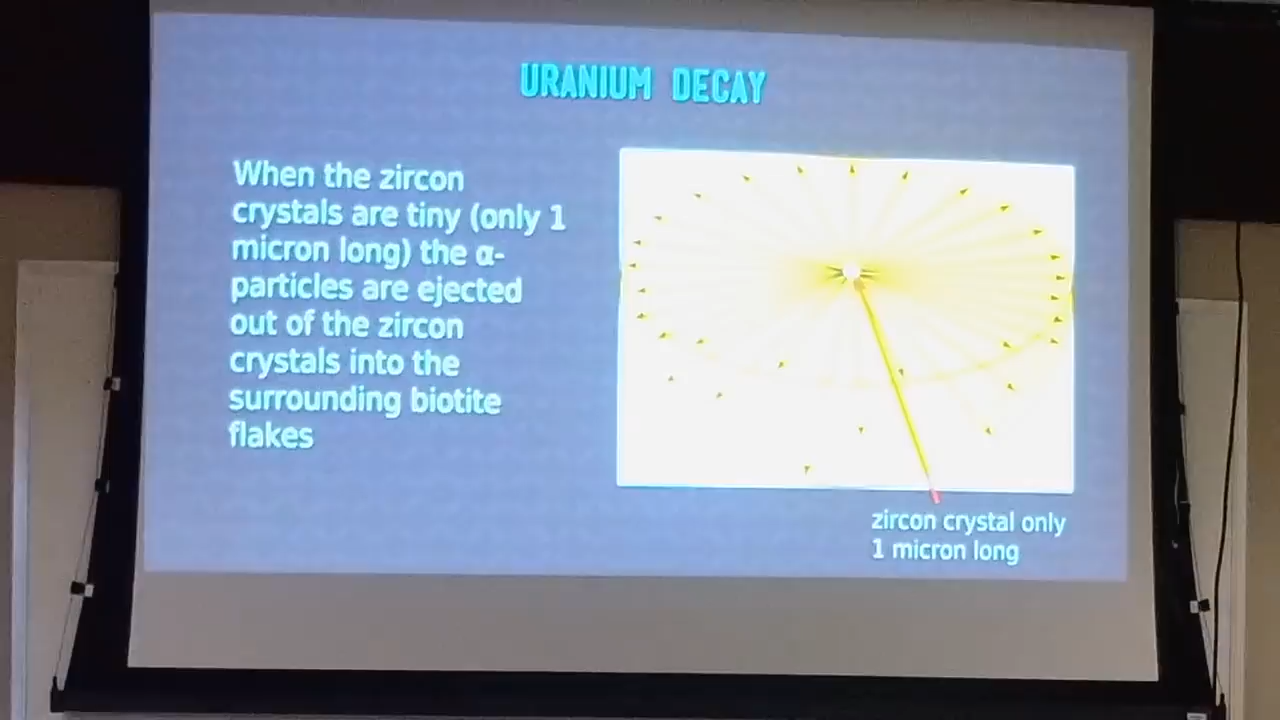 URANIUM DECAY
When the zircon
crystals are tiny (only 1
micron long) the α-
particles are ejected
out of the zircon
crystals into the
surrounding biotite
flakes
zircon crystal only
1 micron long